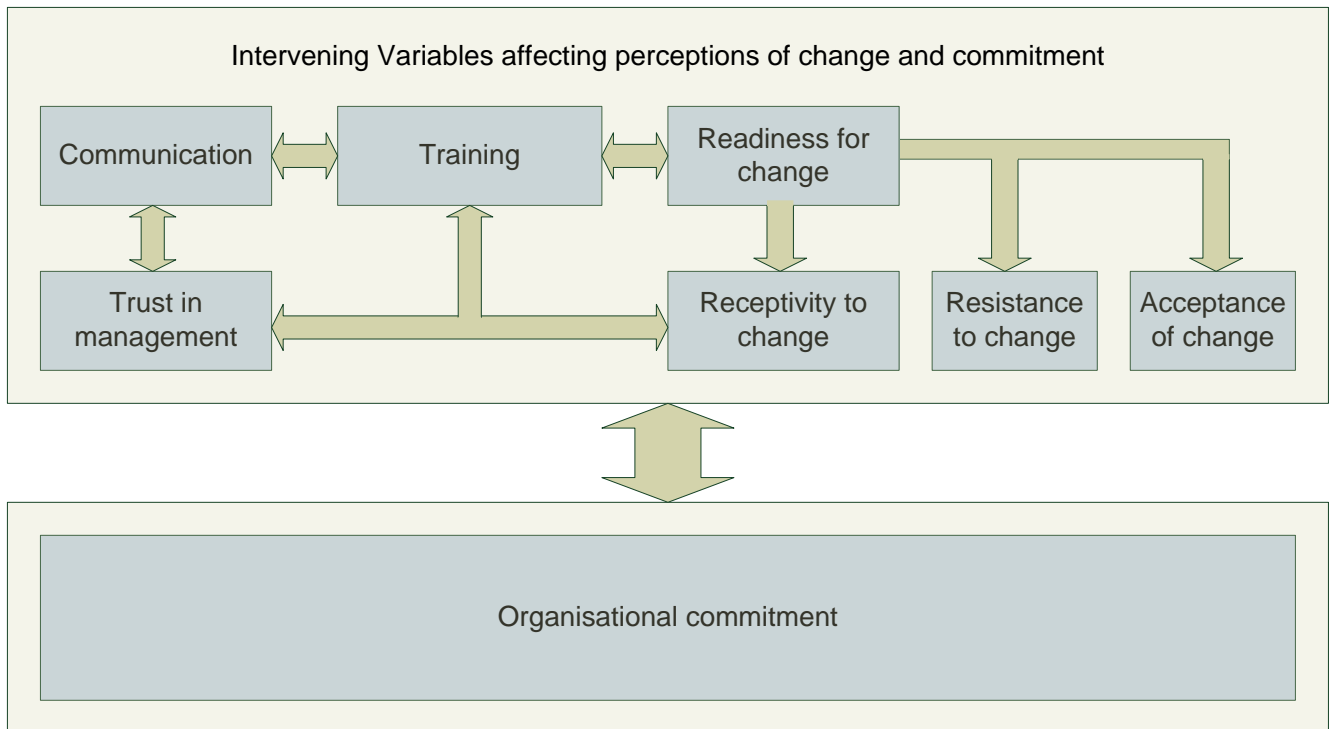 Intervening Variables affecting perceptions of change and commitment
Communication
Training
Readiness for
change
Trust in
management
Receptivity to
change
Resistance
to change
Acceptance
of change
Organisational commitment